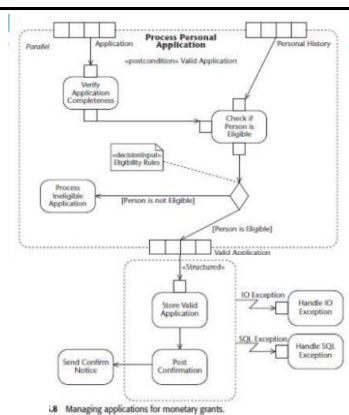 Process Personal
Application
Parallel
Application
Personal History
«postcondition» Valid Application
Verify
Application
Completeness
Check if
Person is
Eligible
«decisionInput»
Eligibility Rules
Process
Ineligible
Application
[Person is not Eligible]
[Person is Eligible]
Valid Application
«Structured»
Store Valid
Application
IO Exception
Handle IO
Exception
SQL Exception
Handle SQL
Exception
Send Confirm
Notice
Post
Confirmation
.8 Managing applications for monetary grants.